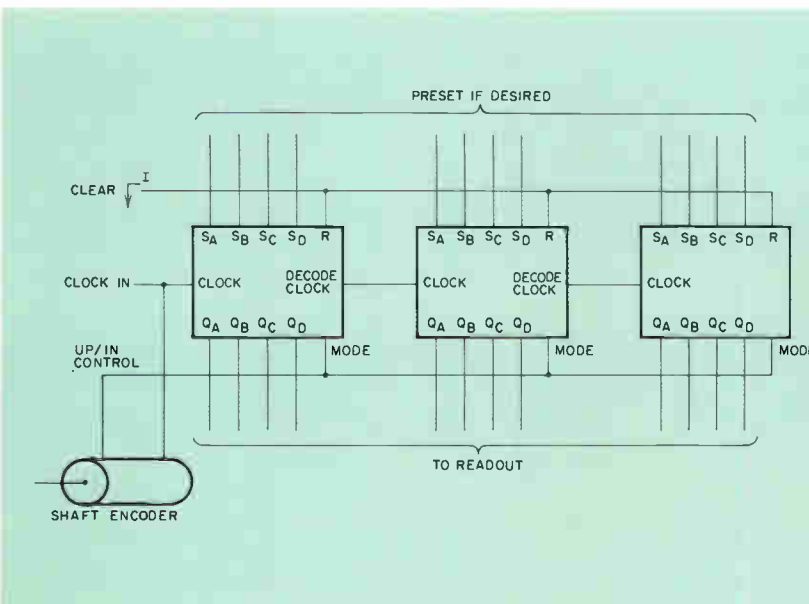 PRESET IF DESIRED
CLEAR I
SA SB SC SD R
SA SB SC SD R
SA SB SC SD R
CLOCK IN
CLOCK DECODE CLOCK
CLOCK DECODE CLOCK
CLOCK
QA QB QC QD
QA QB QC QD
QA QB QC QD
UP/IN CONTROL
MODE
MODE
MOD
TO READOUT
SHAFT ENCODER